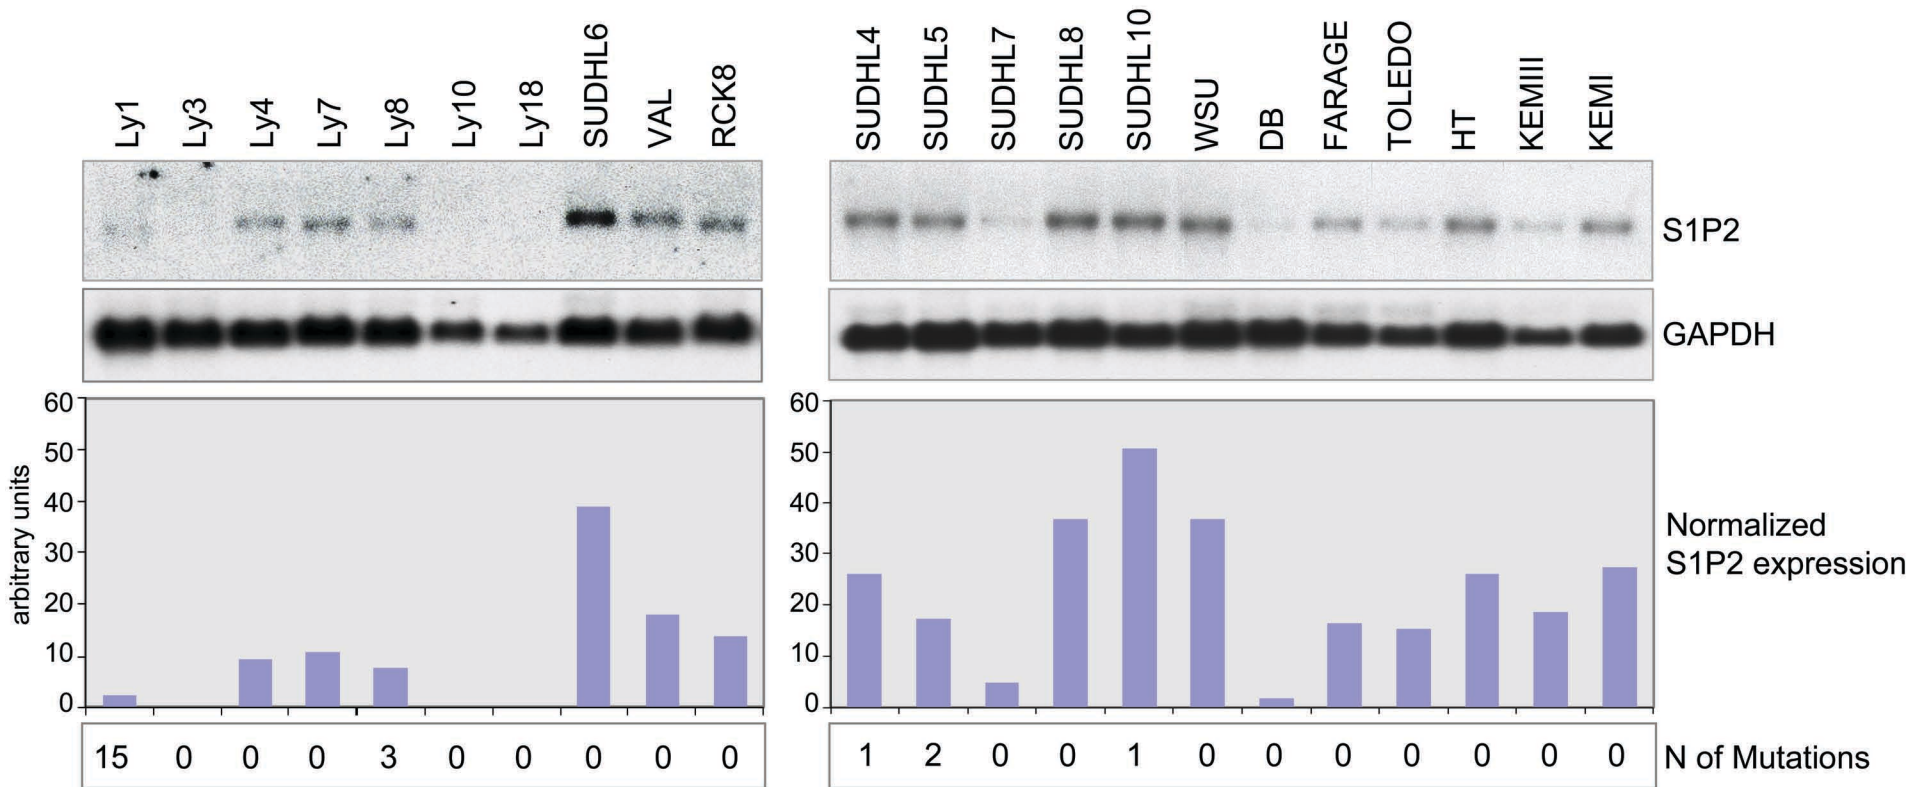 Ly1 Ly3 Ly4 Ly7 Ly8 Ly10 Ly18 SUDHL6 VAL RCK8 SUDHL4 SUDHL5 SUDHL7 SUDHL8 SUDHL10 WSU DB FARAGE TOLEDO HT KEMIII KEMI
S1P2
GAPDH
60
50
40
30
20
10
0
arbitrary units
60
50
40
30
20
10
0
Normalized
S1P2 expression
15 0 0 0 3 0 0 0 0 0 1 2 0 0 1 0 0 0 0 0 0 0 N of Mutations